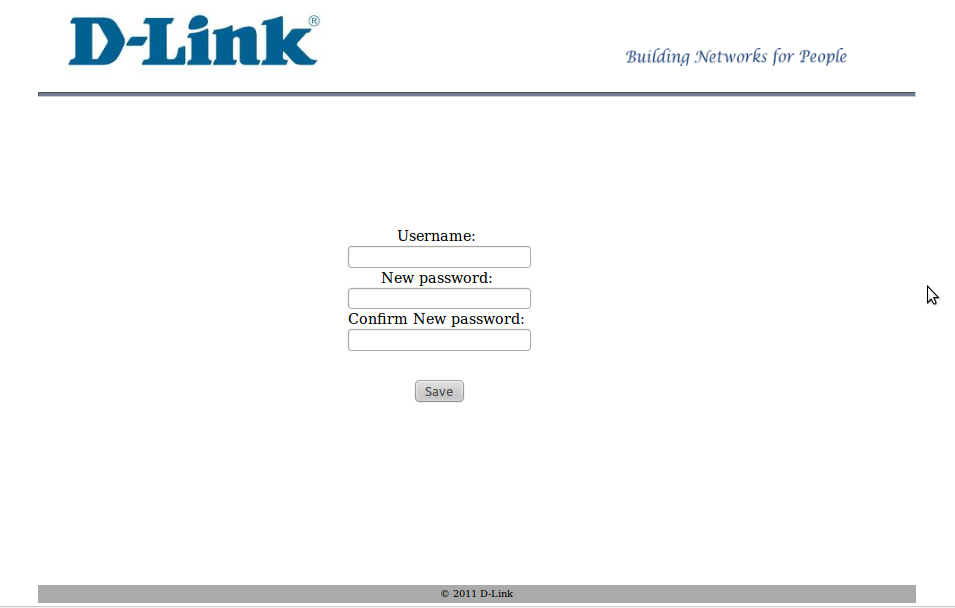 D-Link®
Building Networks for People
Username:
New password:
Confirm New password:
Save
© 2011 D-Link